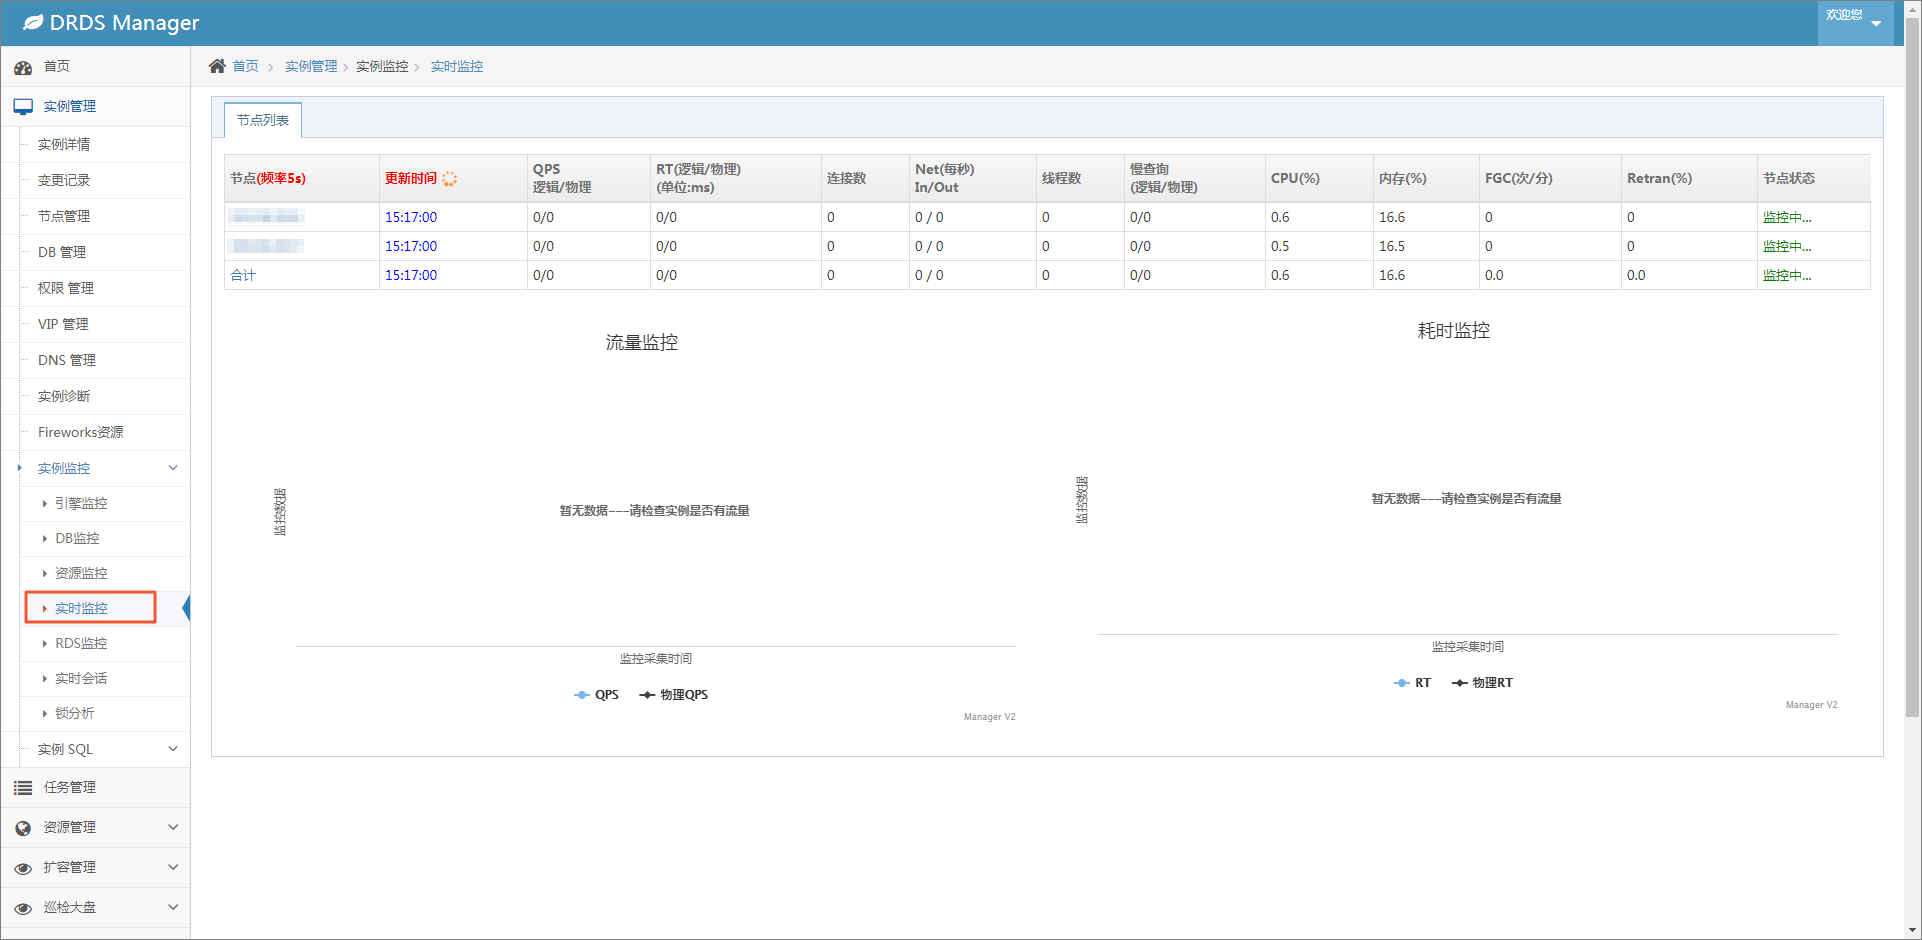 DRDS Manager
欢迎您
首页
实例管理
实例详情
变更记录
节点管理
DB 管理
权限 管理
VIP 管理
DNS 管理
实例诊断
Fireworks资源
实例监控
引擎监控
DB监控
资源监控
实时监控
RDS监控
实时会话
锁分析
实例 SQL
任务管理
资源管理
扩容管理
巡检大盘
首页 实例管理 实例监控 实时监控
节点列表
节点(频率5s) 更新时间 QPS 逻辑/物理 RT(逻辑/物理) (单位:ms) 连接数 Net(每秒) In/Out 线程数 慢查询 (逻辑/物理) CPU(%) 内存(%) FGC(次/分) Retran(%) 节点状态
15:17:00 0/0 0/0 0 0 / 0 0 0/0 0.6 16.6 0 0 监控中...
15:17:00 0/0 0/0 0 0 / 0 0 0/0 0.5 16.5 0 0 监控中...
合计 15:17:00 0/0 0/0 0 0 / 0 0 0/0 0.6 16.6 0.0 0.0 监控中...
流量监控
监控数据
暂无数据---请检查实例是否有流量
监控采集时间
QPS 物理QPS
Manager V2
耗时监控
监控数据
暂无数据---请检查实例是否有流量
监控采集时间
RT 物理RT
Manager V2